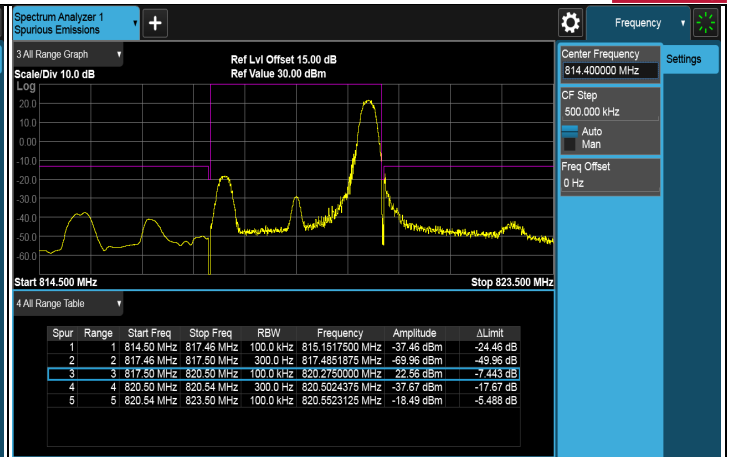 Spectrum Analyzer 1
Spurious Emissions
Frequency
3 All Range Graph
Ref Lvl Offset 15.00 dB
Scale/Div 10.0 dB
Ref Value 30.00 dBm
Log
20.0
10.0
0.00
-10.0
-20.0
-30.0
-40.0
-50.0
-60.0
Start 814.500 MHz
Stop 823.500 MHz
4 All Range Table
Spur Range Start Freq Stop Freq RBW Frequency Amplitude ΔLimit
1 1 814.50 MHz 817.46 MHz 100.0 kHz 815.1517500 MHz -37.46 dBm -24.46 dB
2 2 817.46 MHz 817.50 MHz 300.0 Hz 817.4851875 MHz -69.96 dBm -49.96 dB
3 3 817.50 MHz 820.50 MHz 100.0 kHz 820.2750000 MHz 22.56 dBm -7.443 dB
4 4 820.50 MHz 820.54 MHz 300.0 Hz 820.5024375 MHz -37.67 dBm -17.67 dB
5 5 820.54 MHz 823.50 MHz 100.0 kHz 820.5523125 MHz -18.49 dBm -5.488 dB
Center Frequency
814.400000 MHz
Settings
CF Step
500.000 kHz
Auto
Man
Freq Offset
0 Hz